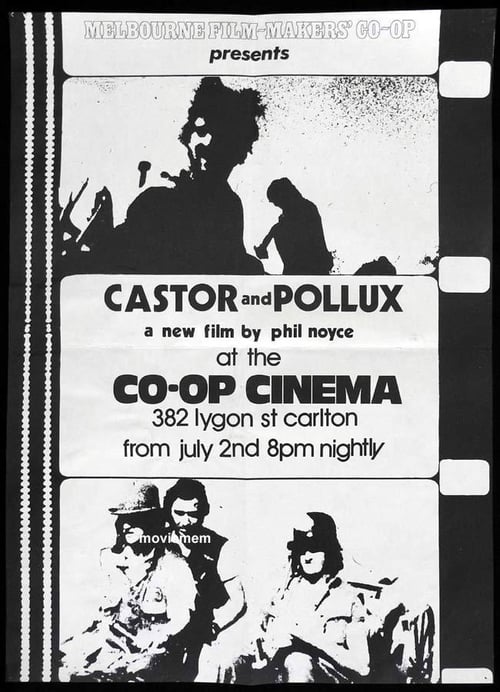 MELBOURNE FILM-MAKERS' CO-OP
presents
CASTOR and POLLUX
a new film by phil noyce
at the
CO-OP CINEMA
382 lygon st carlton
from july 2nd 8pm nightly
moviemem